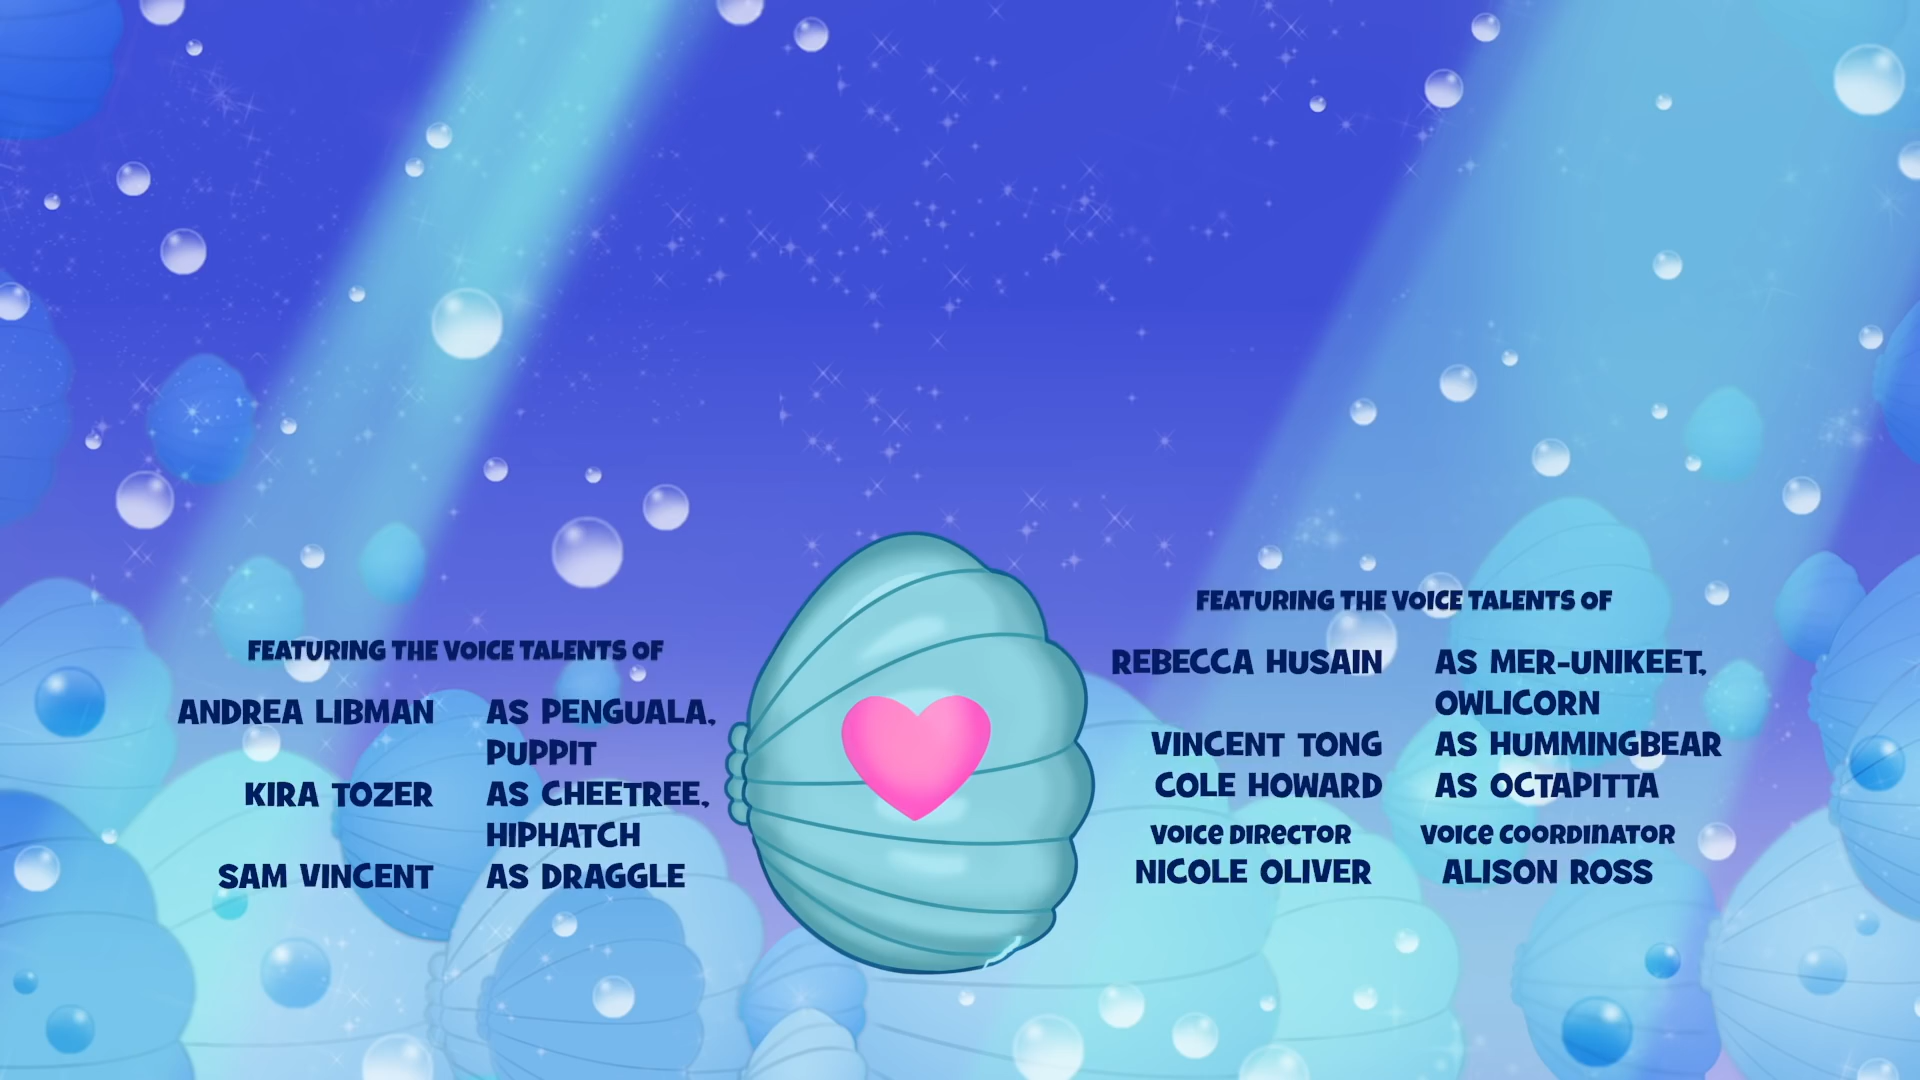 FEATURING THE VOICE TALENTS OF
ANDREA LIBMAN AS PENGUALA,
PUPPIT
KIRA TOZER AS CHEETREE,
HIPHATCH
SAM VINCENT AS DRAGGLE
FEATURING THE VOICE TALENTS OF
REBECCA HUSAIN AS MER-UNIKEET,
OWLICORN
VINCENT TONG AS HUMMINGBEAR
COLE HOWARD AS OCTAPITTA
VOICE DIRECTOR VOICE COORDINATOR
NICOLE OLIVER ALISON ROSS